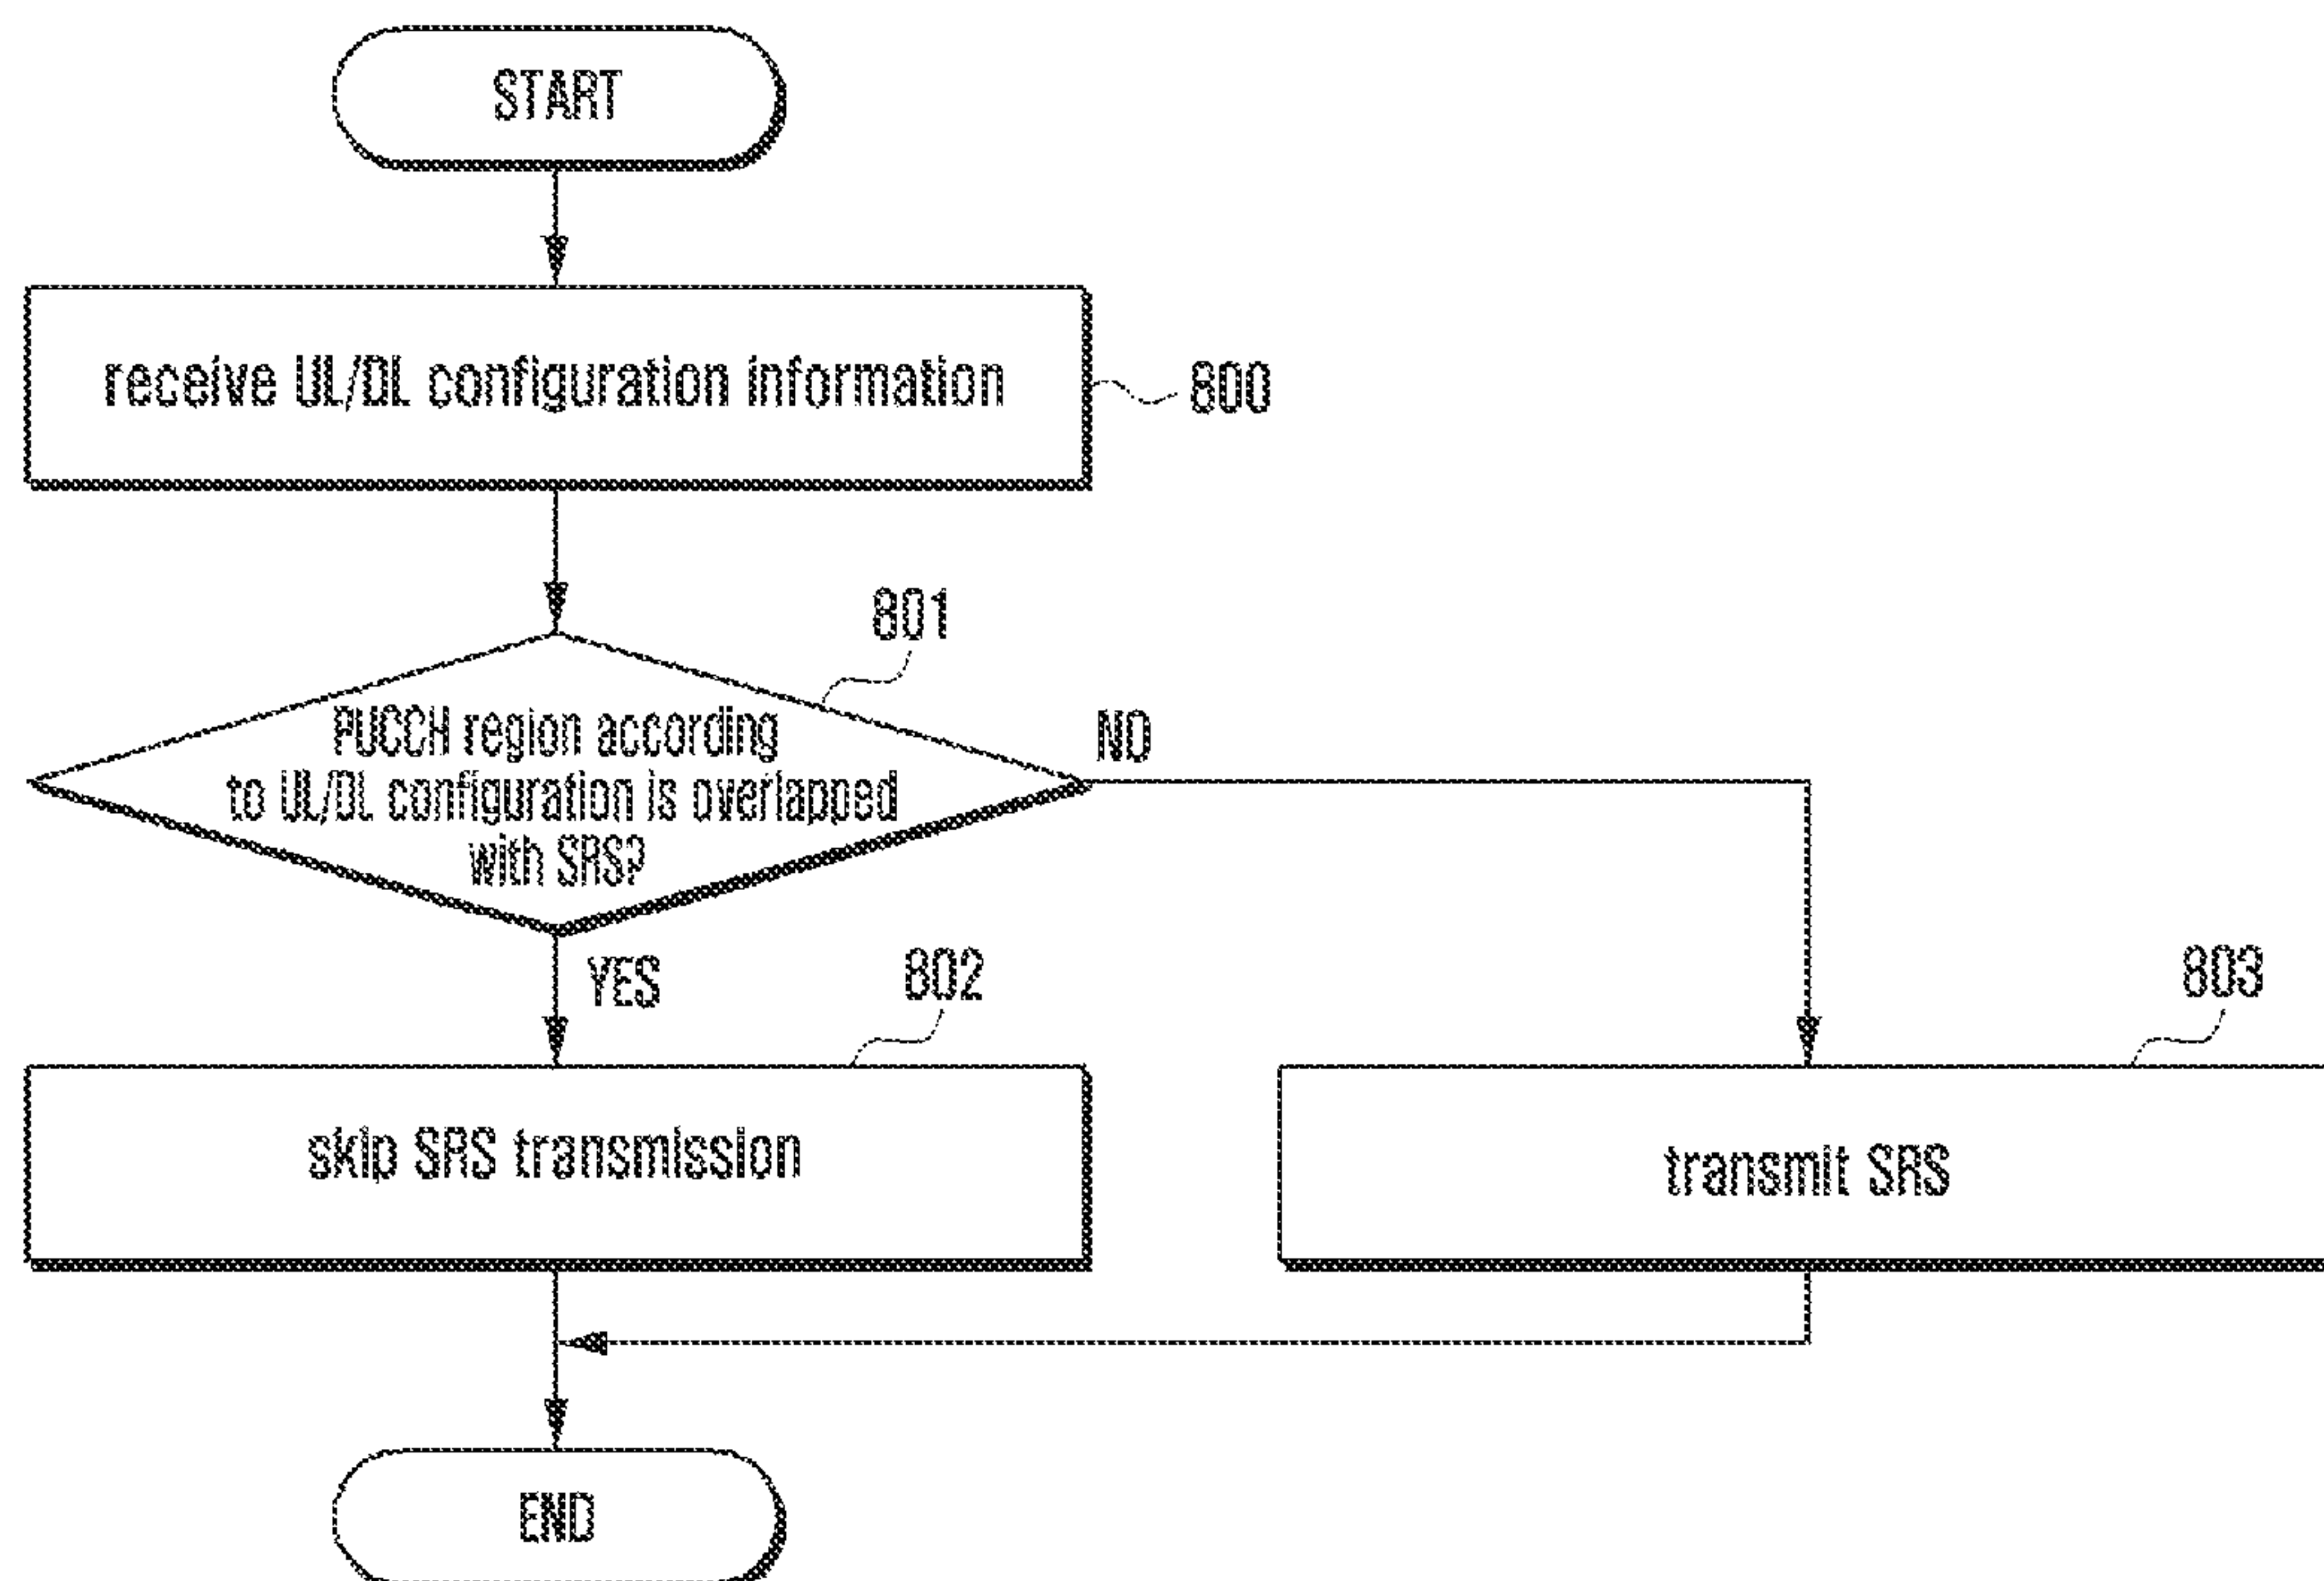 START
receive UL/DL configuration information
800
801
PUCCH region according
to UL/DL configuration is overlapped
with SRS?
NO
YES
802
803
skip SRS transmission
transmit SRS
END